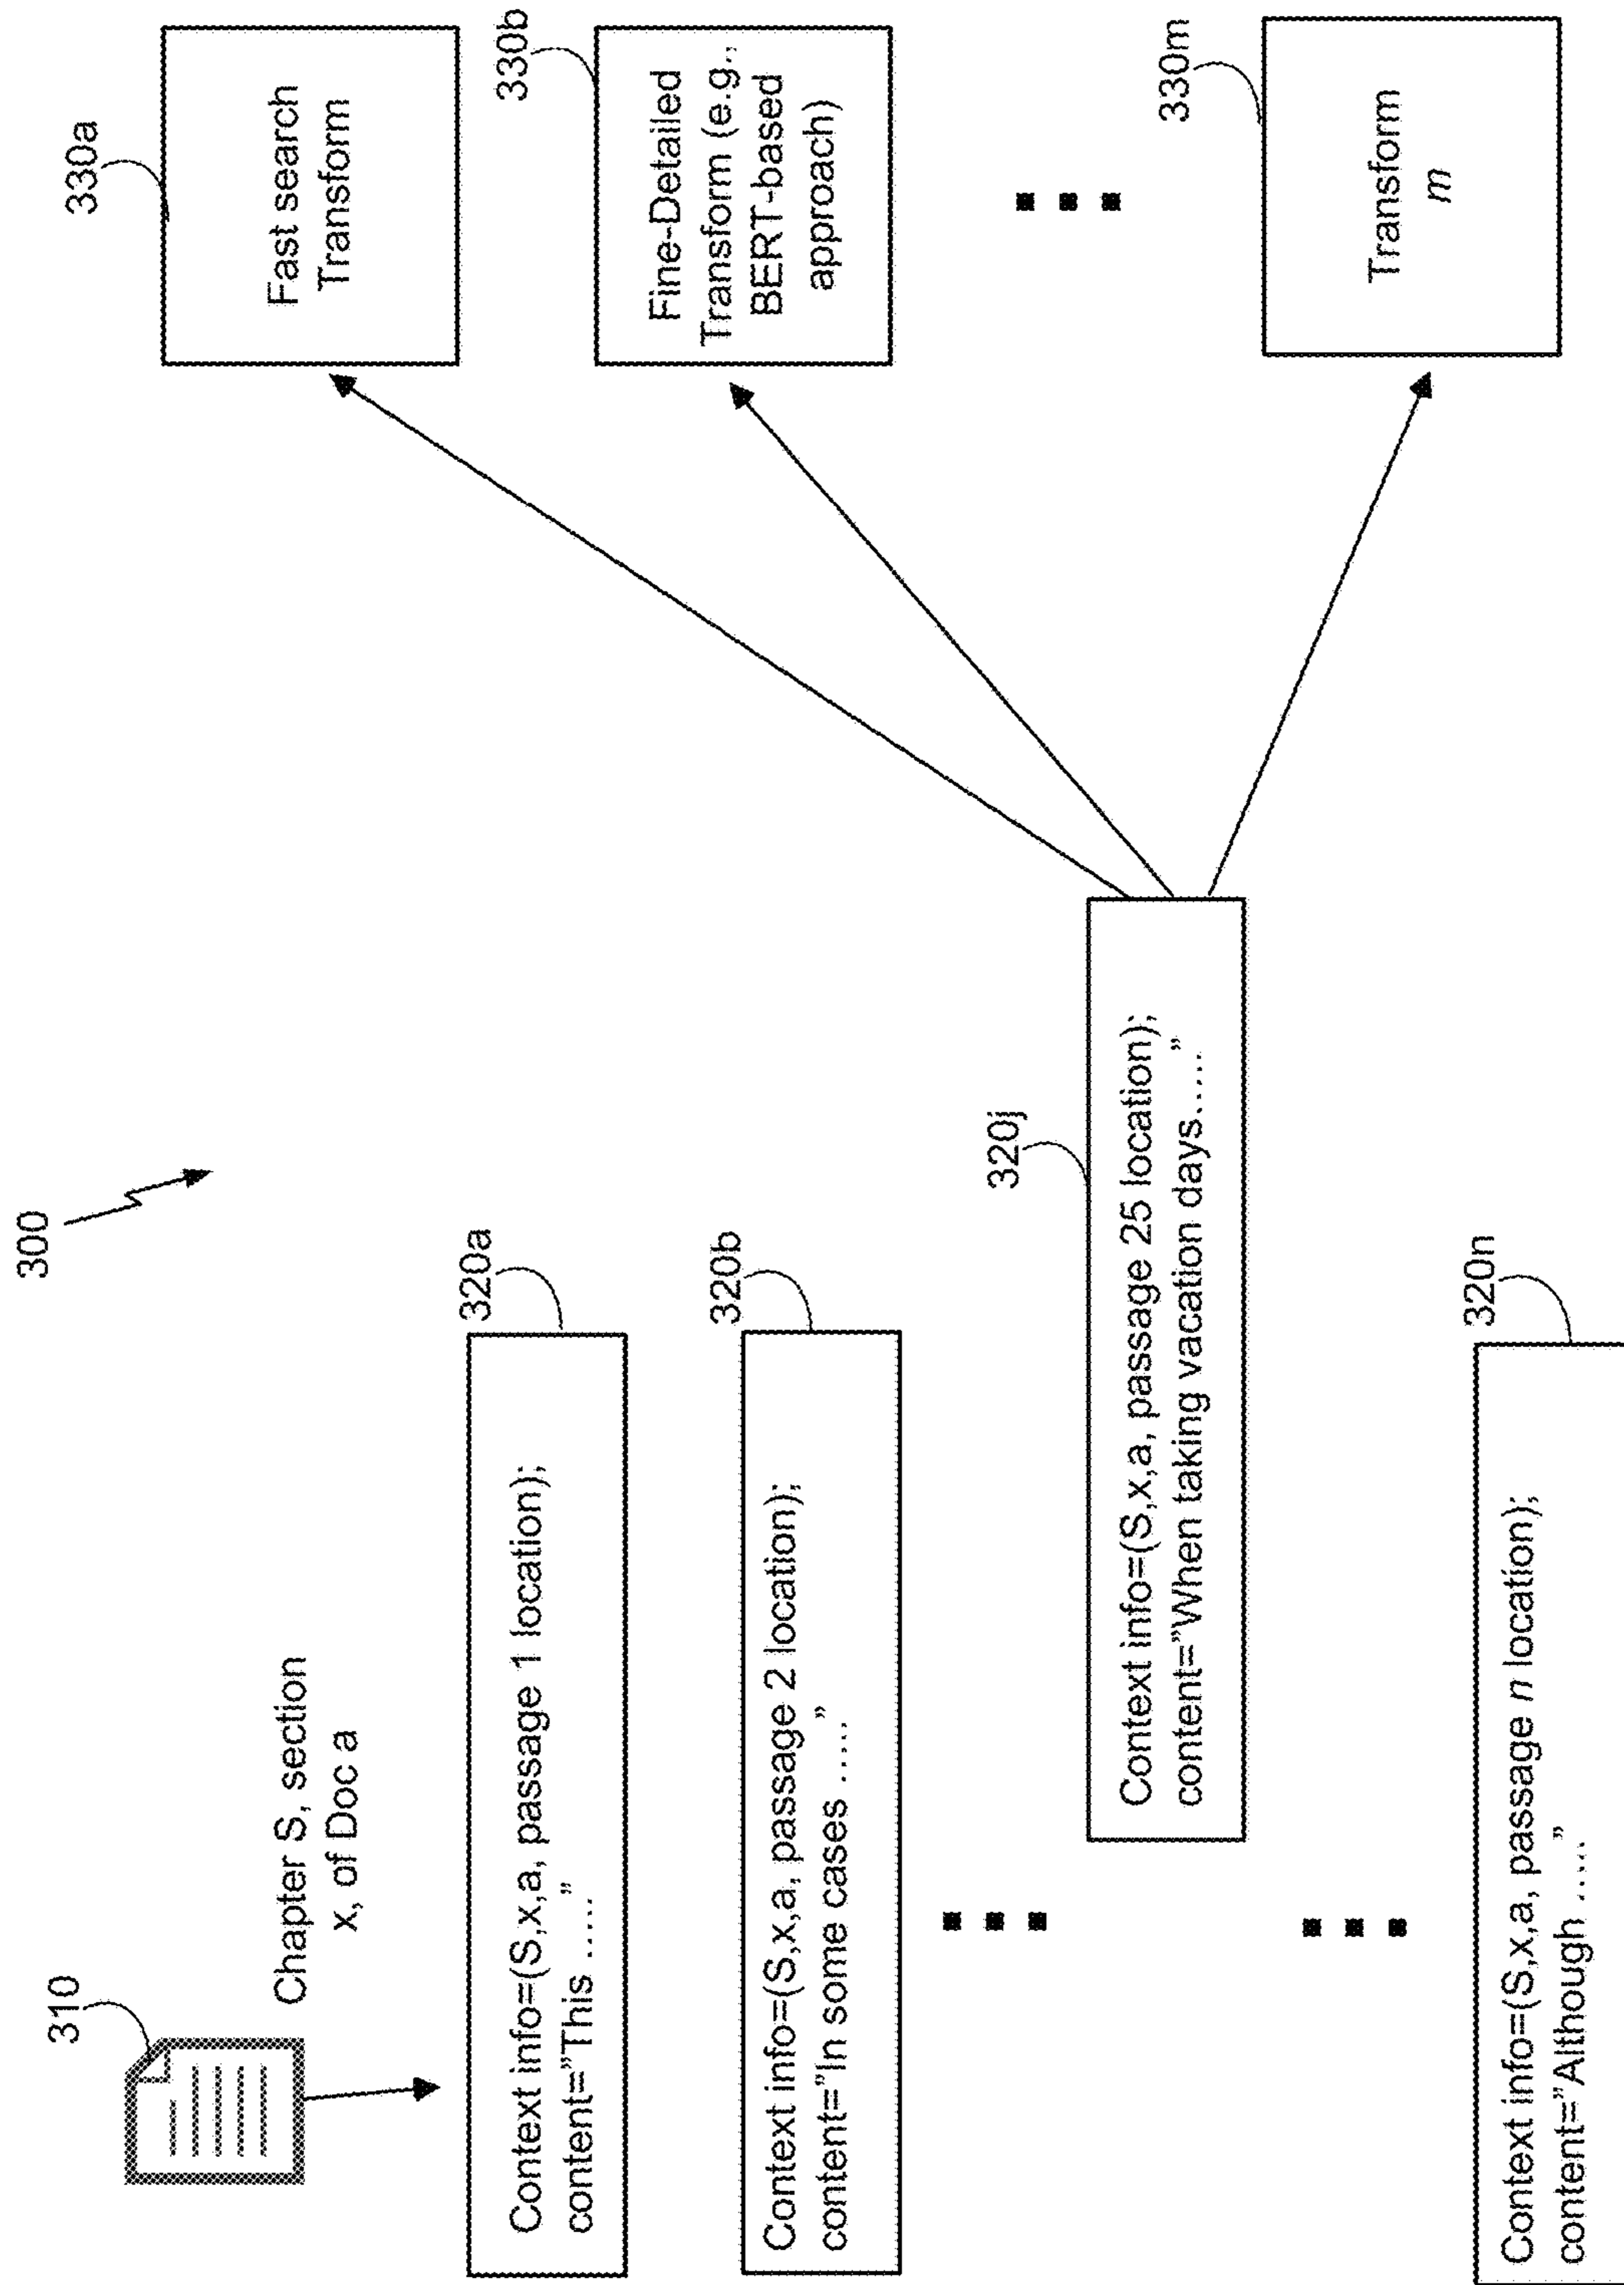 300
310
Chapter S, section
x, of Doc a
320a
Context info=(S,x,a, passage 1 location);
content=”This .....”
320b
Context info=(S,x,a, passage 2 location);
content=”In some cases .....”
320j
Context info=(S,x,a, passage 25 location);
content=”When taking vacation days.....”
320n
Context info=(S,x,a, passage n location);
content=”Although .....”
330a
Fast search
Transform
330b
Fine-Detailed
Transform (e.g.,
BERT-based
approach)
330m
Transform
m